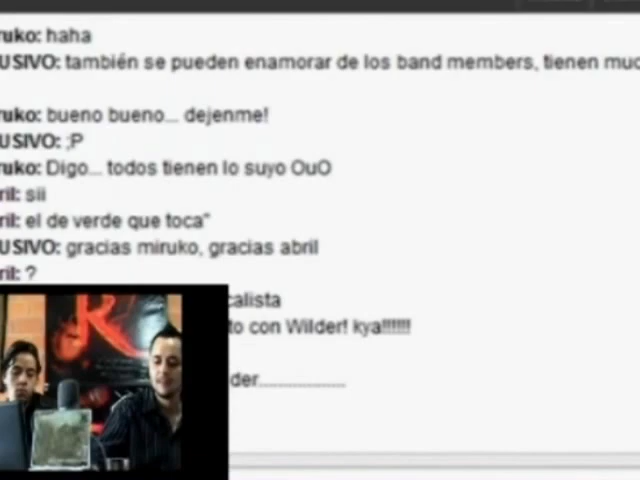 ruko: haha
USIVO: también se pueden enamorar de los band members, tienen muc
ruko: bueno bueno... dejenme!
USIVO: ;P
ruko: Digo... todos tienen lo suyo OuO
ril: sii
ril: el de verde que toca"
USIVO: gracias miruko, gracias abril
ril: ?
calista
to con Wilder! kya!!!!!!!
der.......................